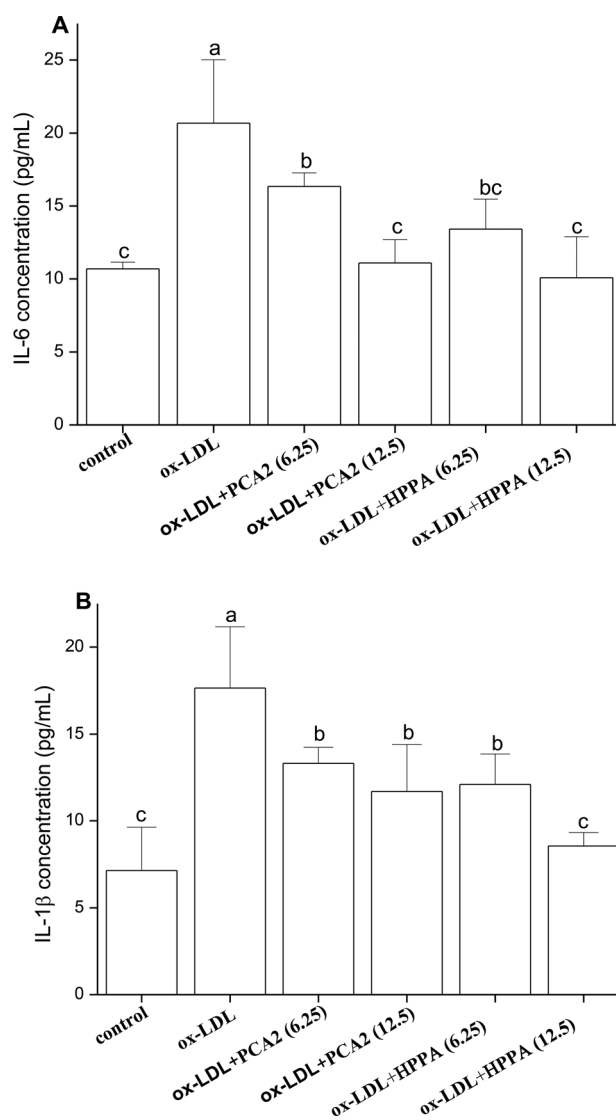 A
IL-6 concentration (pg/mL)
25
20
15
10
5
0
c
a
b
c
bc
c
control
ox-LDL
ox-LDL+PCA2 (6.25)
ox-LDL+PCA2 (12.5)
ox-LDL+HPPA (6.25)
ox-LDL+HPPA (12.5)
B
IL-1β concentration (pg/mL)
20
15
10
5
0
c
a
b
b
b
c
control
ox-LDL
ox-LDL+PCA2 (6.25)
ox-LDL+PCA2 (12.5)
ox-LDL+HPPA (6.25)
ox-LDL+HPPA (12.5)